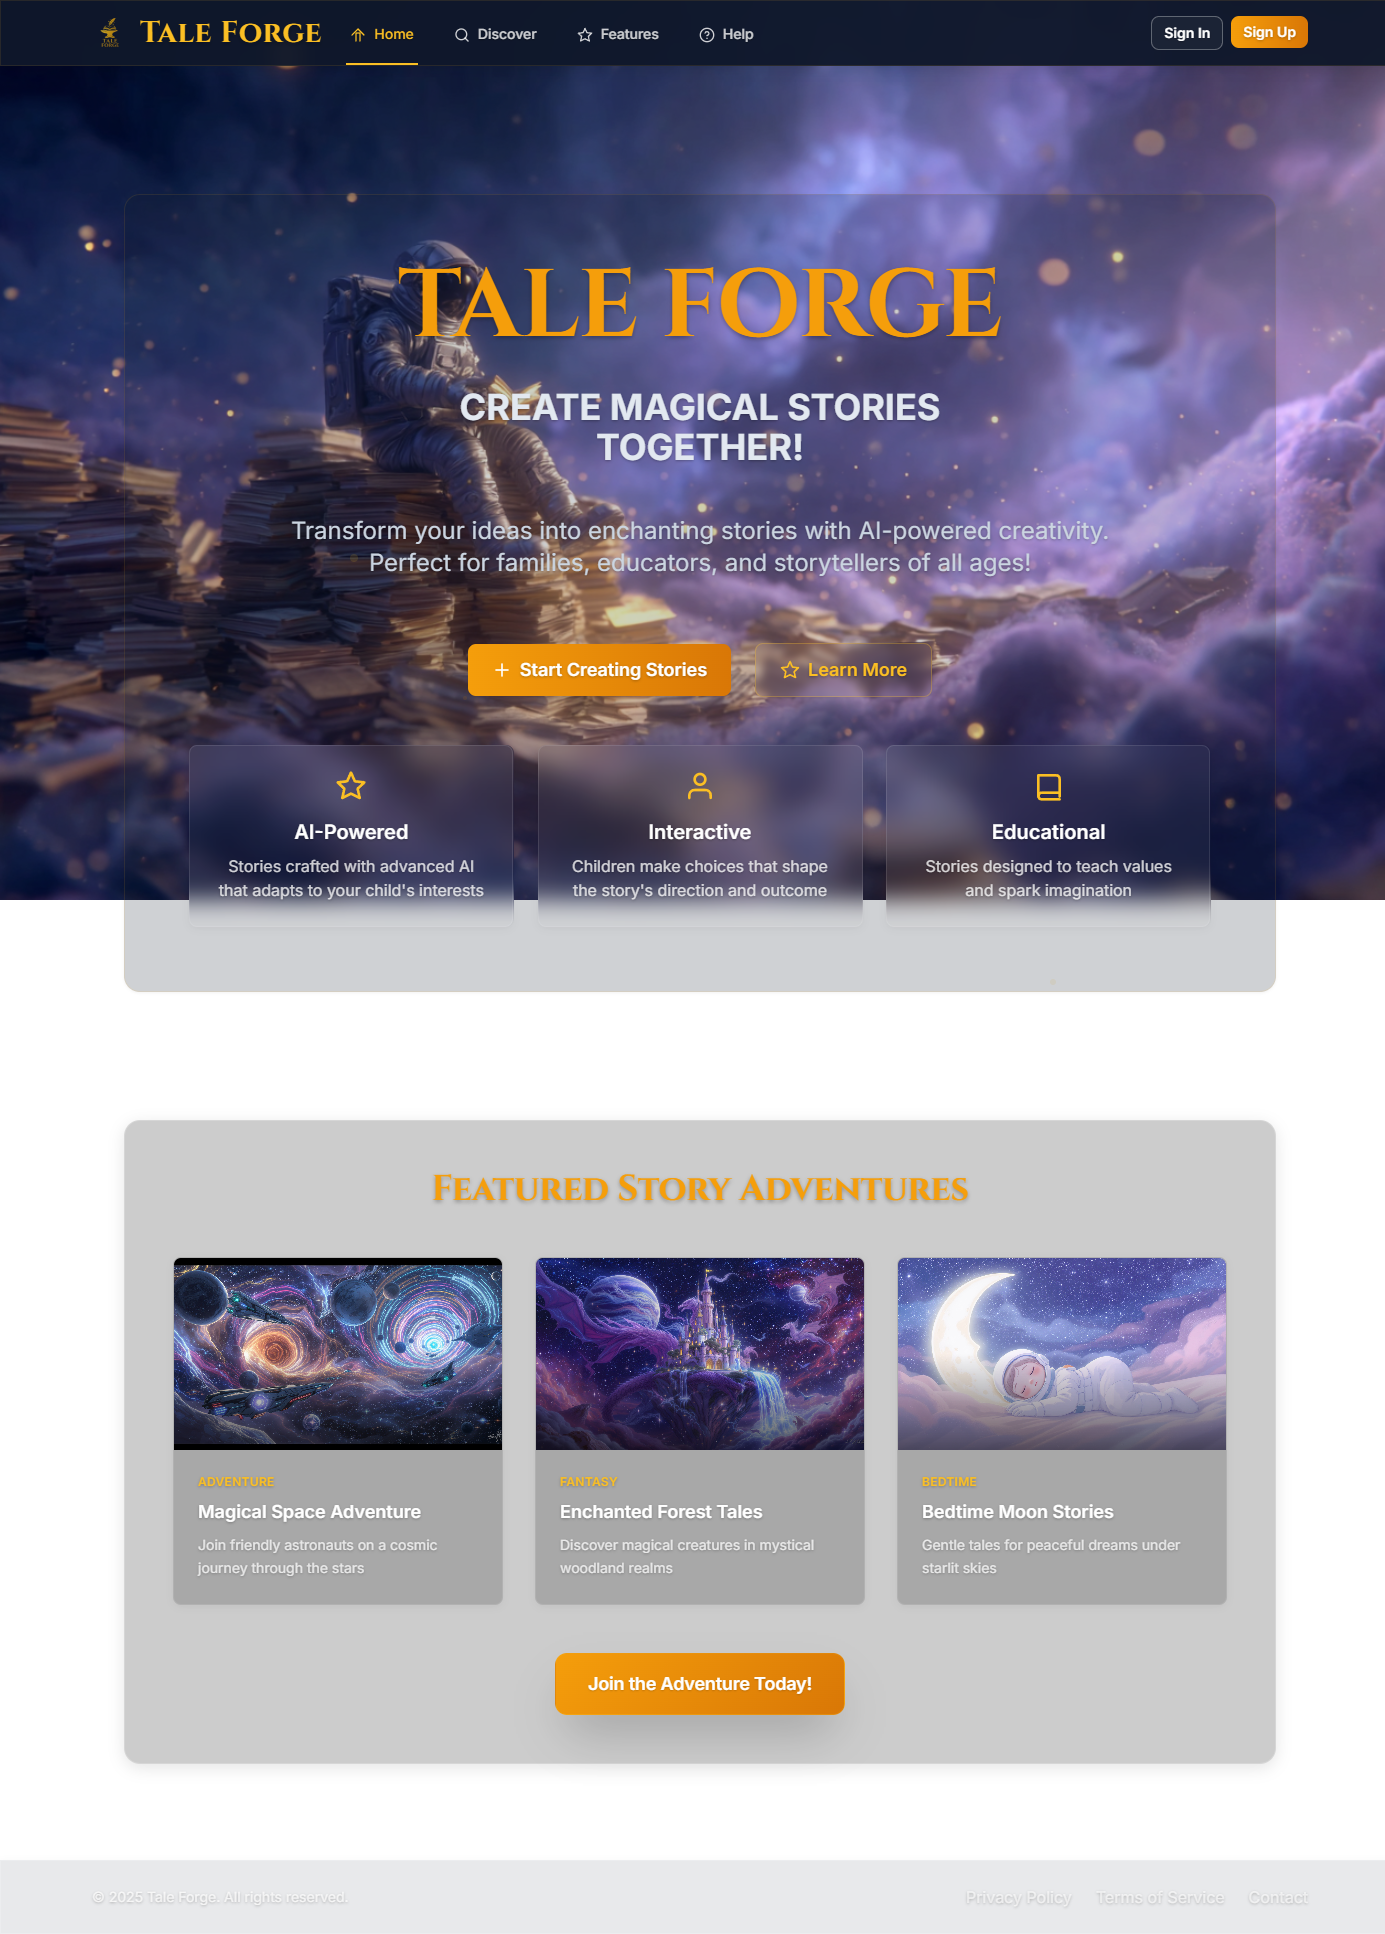 TALE FORGE
Home
Discover
Features
Help
Sign In
Sign Up
TALE FORGE
CREATE MAGICAL STORIES
TOGETHER!
Transform your ideas into enchanting stories with AI-powered creativity.
Perfect for families, educators, and storytellers of all ages!
Start Creating Stories
Learn More
AI-Powered
Stories crafted with advanced AI
that adapts to your child's interests
Interactive
Children make choices that shape
the story's direction and outcome
Educational
Stories designed to teach values
and spark imagination
Featured Story Adventures
ADVENTURE
Magical Space Adventure
Join friendly astronauts on a cosmic
journey through the stars
FANTASY
Enchanted Forest Tales
Discover magical creatures in mystical
woodland realms
BEDTIME
Bedtime Moon Stories
Gentle tales for peaceful dreams under
starlit skies
Join the Adventure Today!
© 2025 Tale Forge. All rights reserved.
Privacy Policy
Terms of Service
Contact